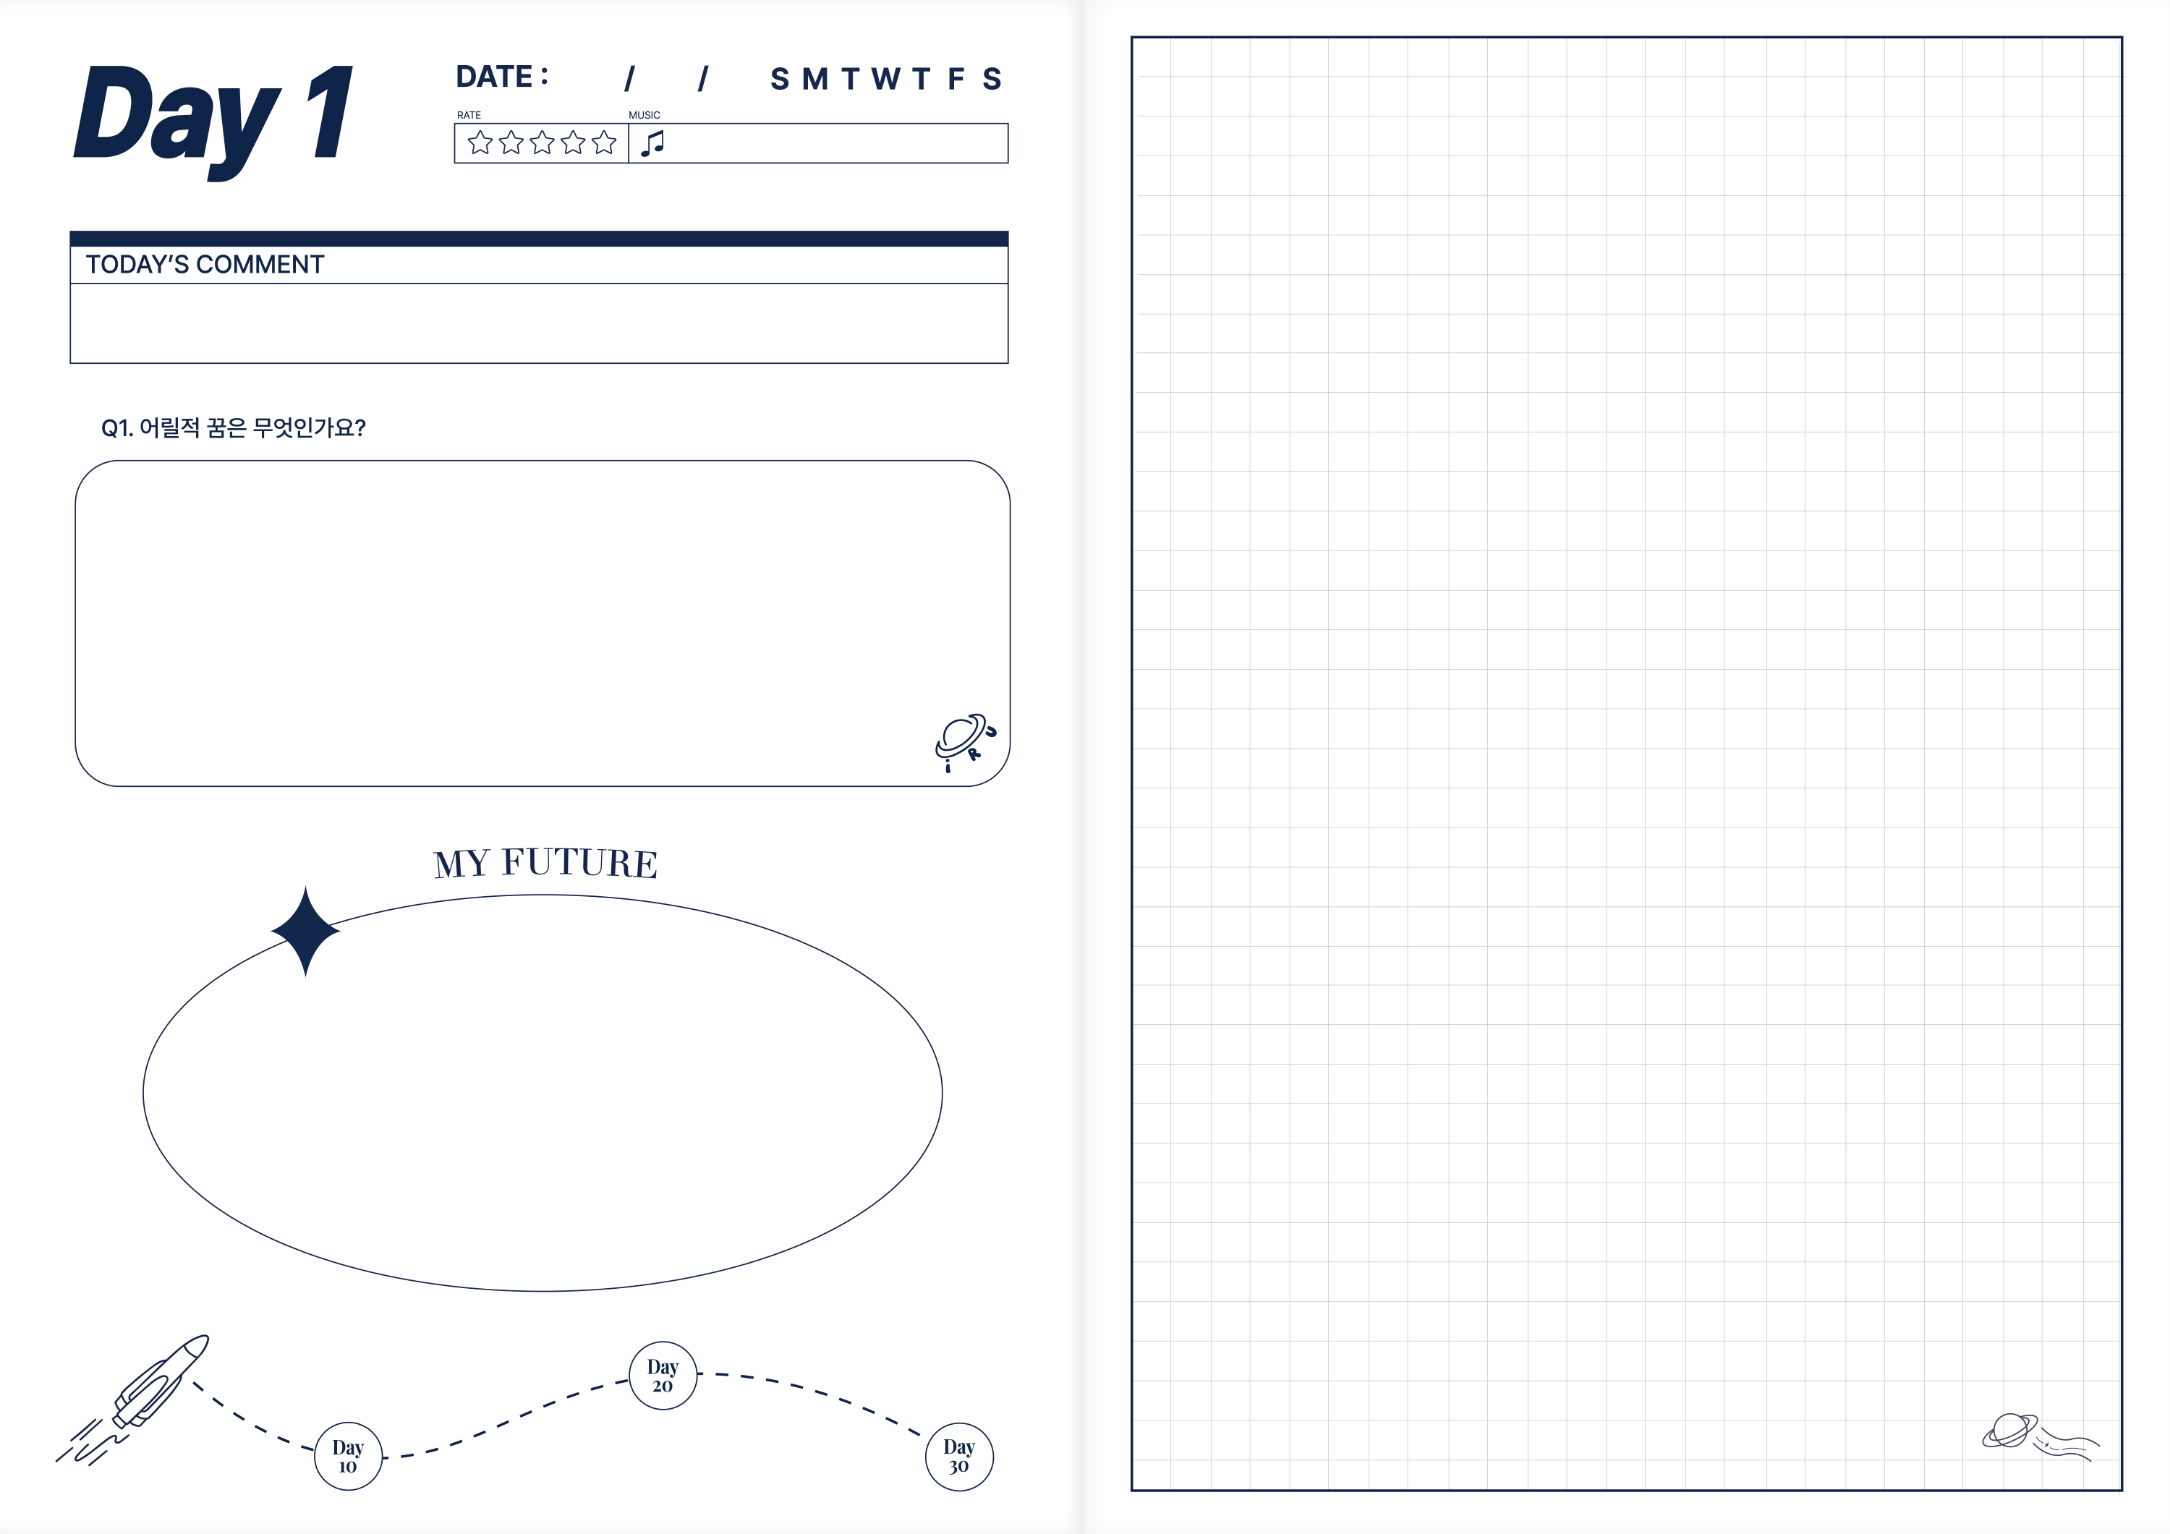 Day 1
DATE : / / S M T W T F S
RATE MUSIC
TODAY'S COMMENT
Q1. 어릴적 꿈은 무엇인가요?
iRU
MY FUTURE
Day
20
Day
10
Day
30